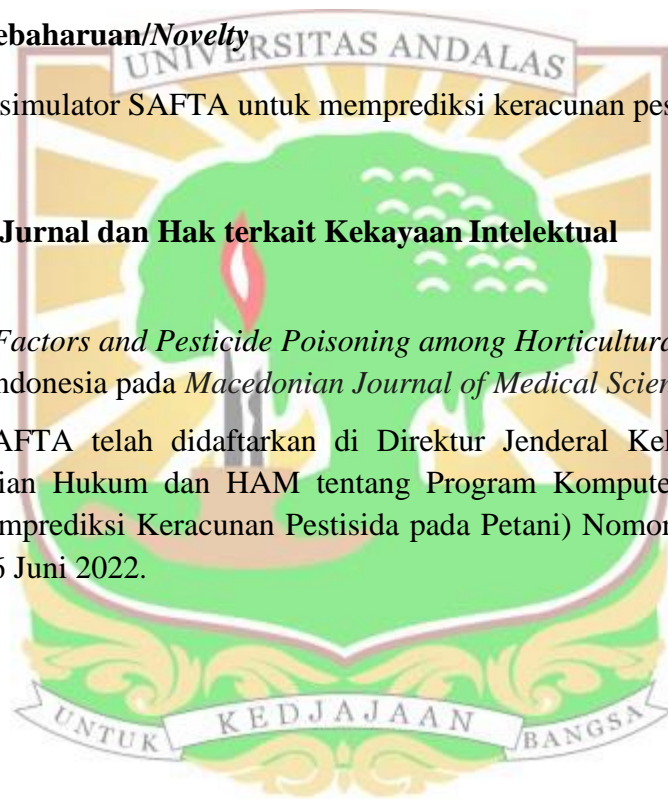 ebaharuan/Novelty
UNIVERSITAS ANDALAS
simulator SAFTA untuk memprediksi keracunan pes
Jurnal dan Hak terkait Kekayaan Intelektual
Factors and Pesticide Poisoning among Horticultura
ndonesia pada Macedonian Journal of Medical Scien
AFTA telah didaftarkan di Direktur Jenderal Kel
ian Hukum dan HAM tentang Program Kompute
mprediksi Keracunan Pestisida pada Petani) Nomor
6 Juni 2022.
UNTUK KEDJAJAAN BANGSA